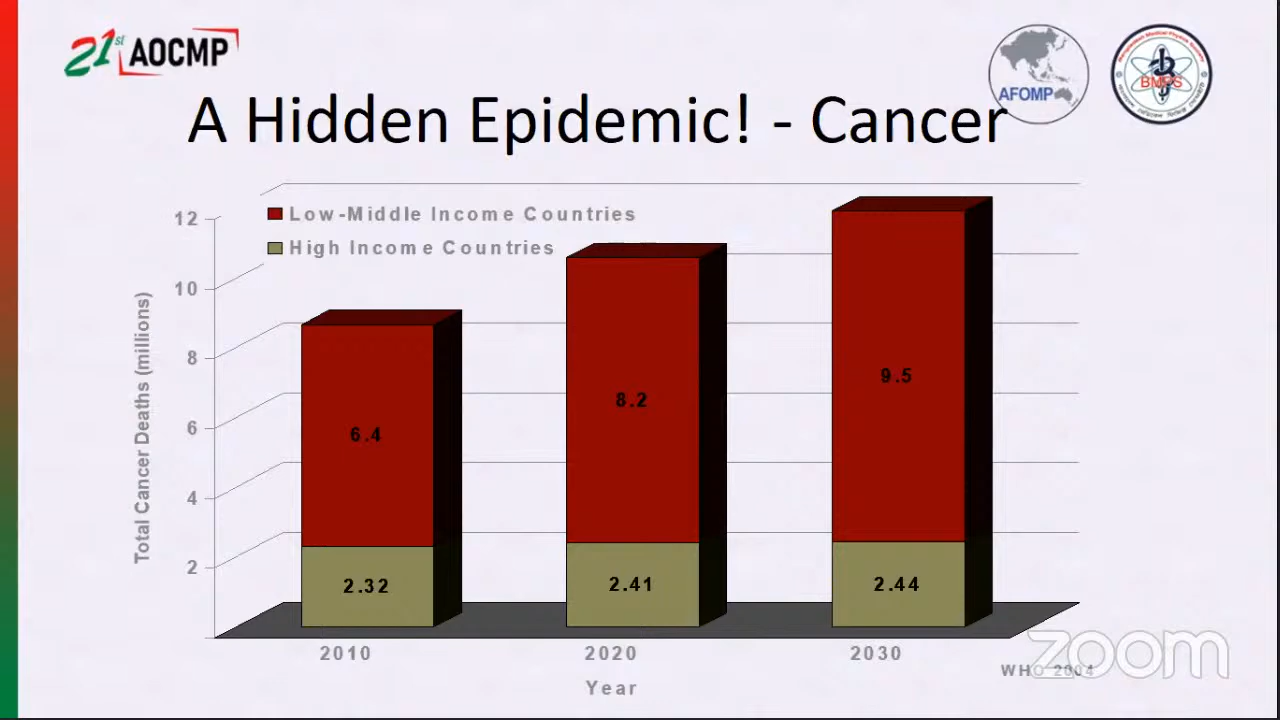 21st AOCMP
AFOMP
BMPS
A Hidden Epidemic! - Cancer
Low-Middle Income Countries
High Income Countries
Total Cancer Deaths (millions)
12
10
8
6
4
2
6.4
8.2
9.5
2.32
2.41
2.44
2010
2020
2030
Year
WHO 2004
zoom